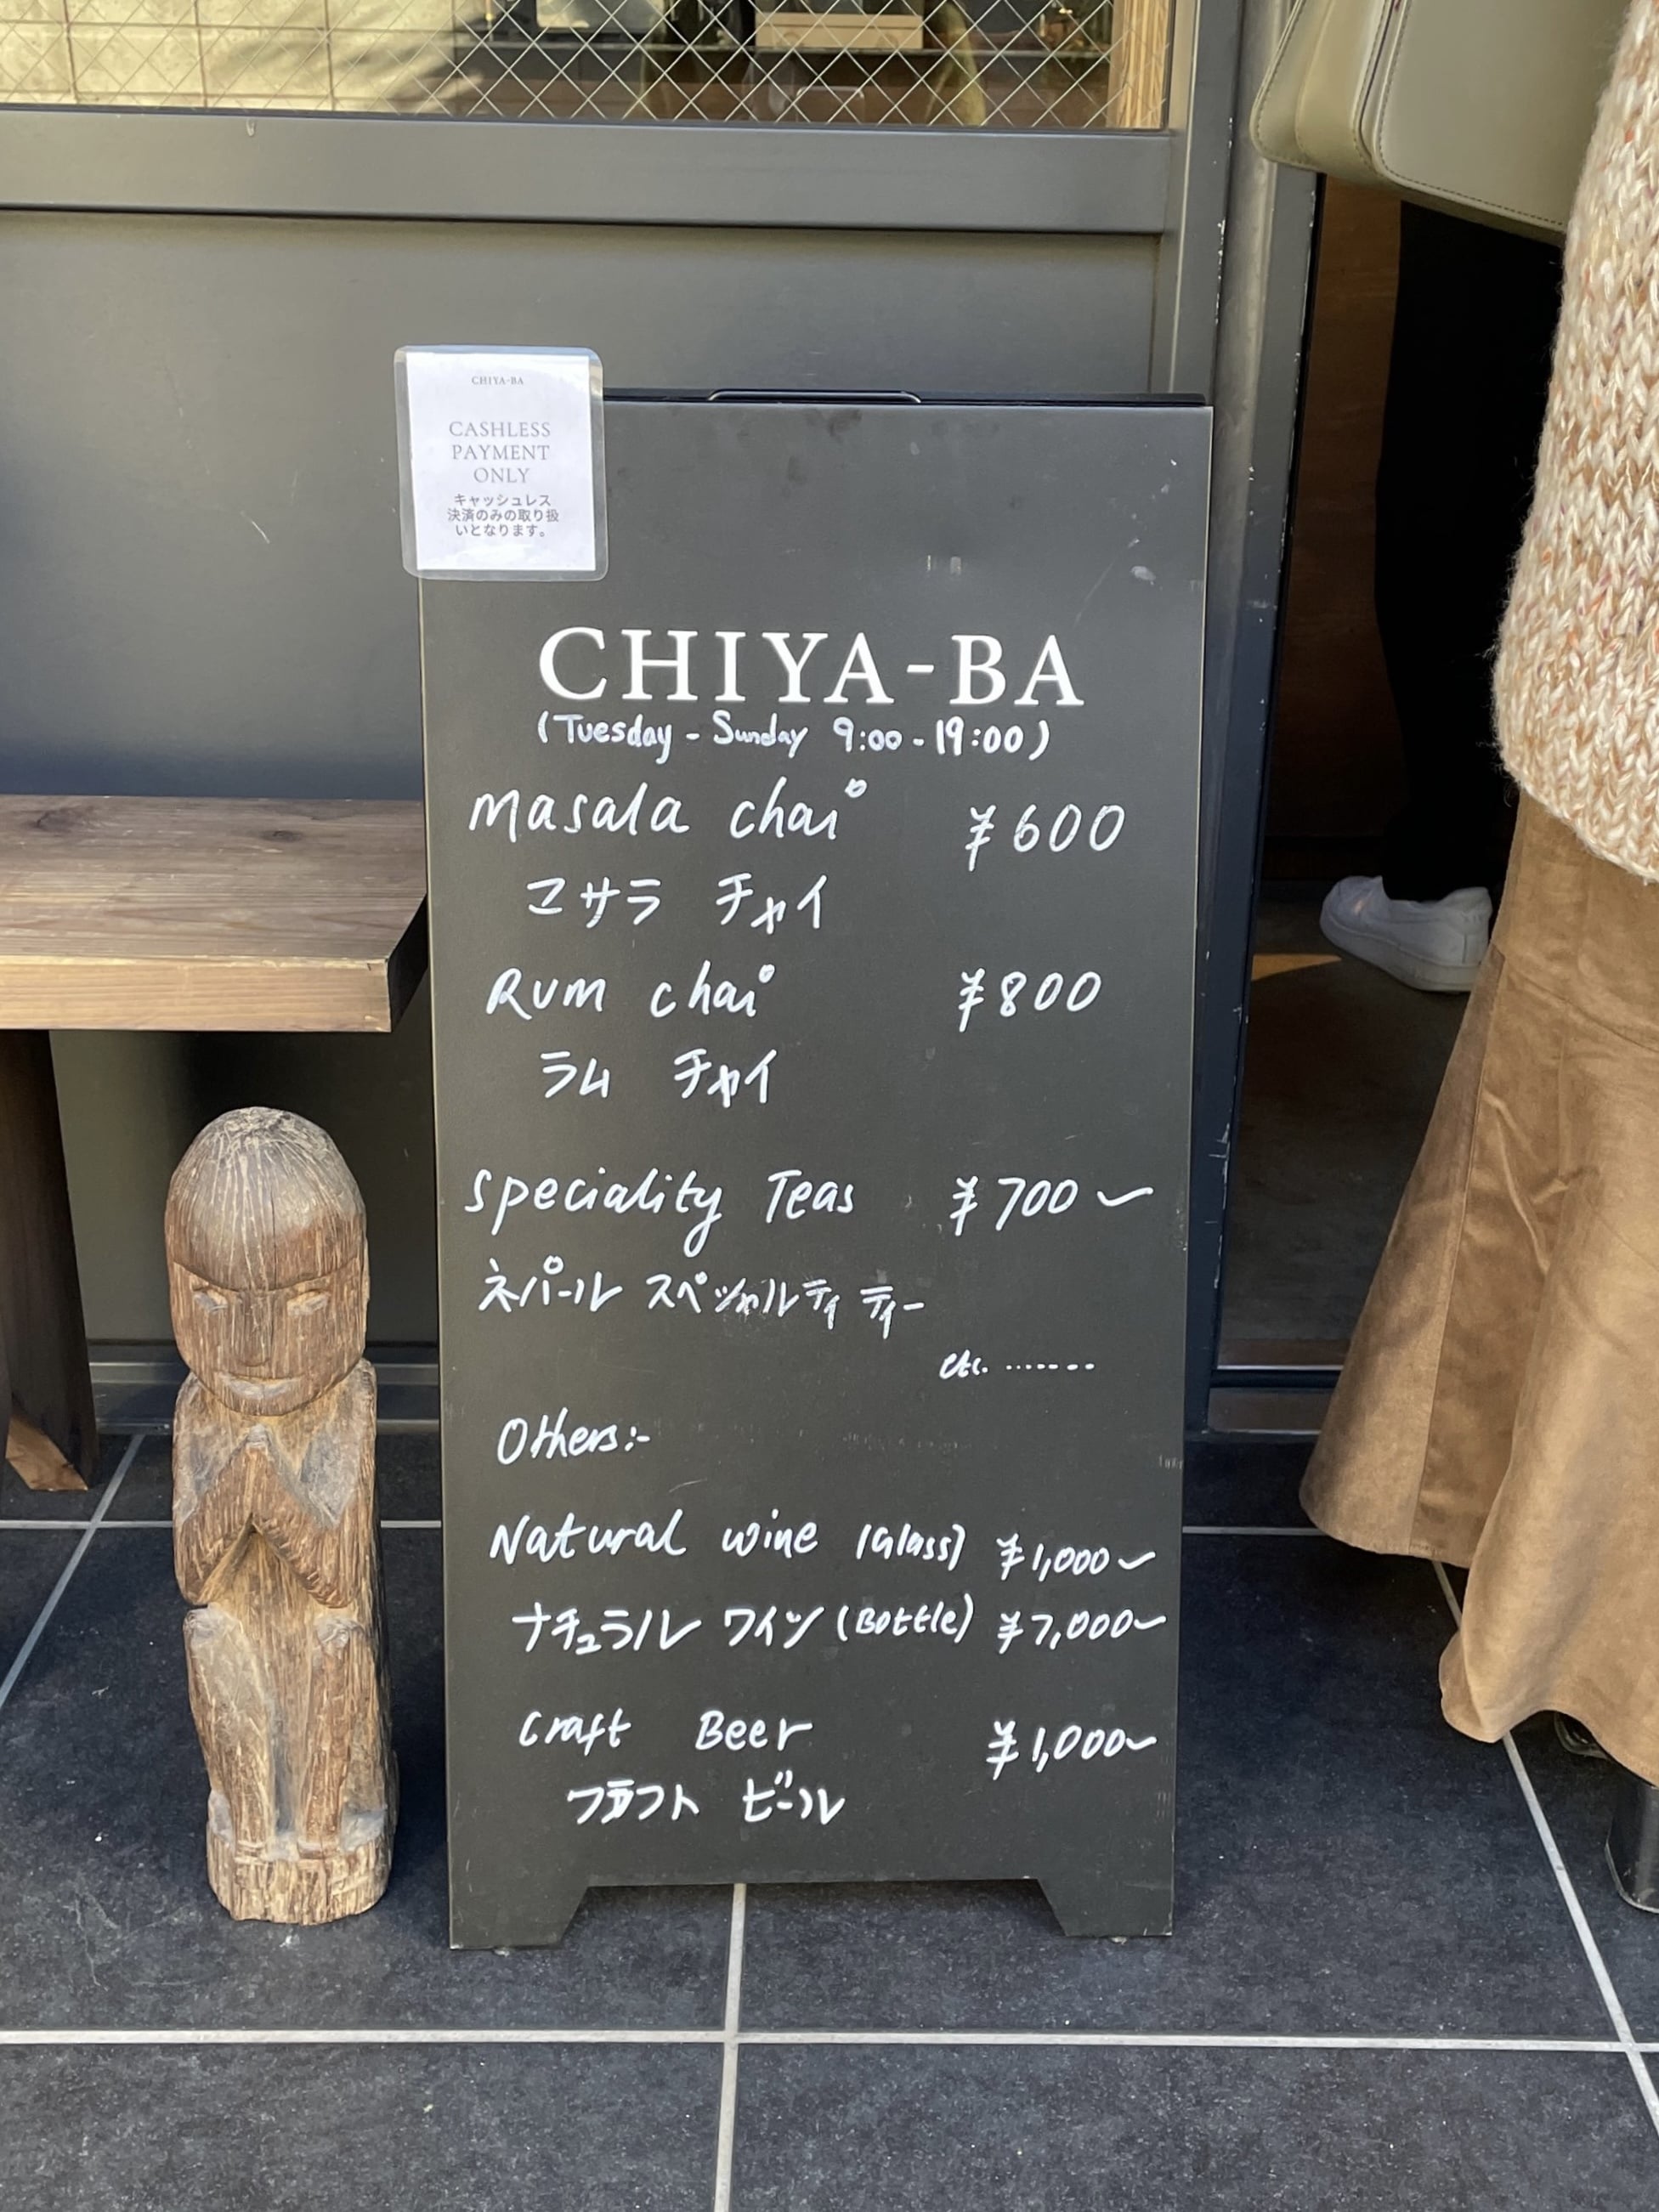 CHIYA-BA
CASHLESS
PAYMENT
ONLY
キャッシュレス
決済のみの取り扱
いとなります。
CHIYA-BA
(Tuesday - Sunday 9:00 - 19:00)
Masala chai ¥600
マサラ チャイ
Rum chai ¥800
ラム チャイ
Speciality Teas ¥700~
ネパール スペシャルティ ティー
etc. .......
Others:-
Natural wine (Glass) ¥1,000~
ナチュラル ワイン (Bottle) ¥7,000~
Craft Beer ¥1,000~
クラフト ビール